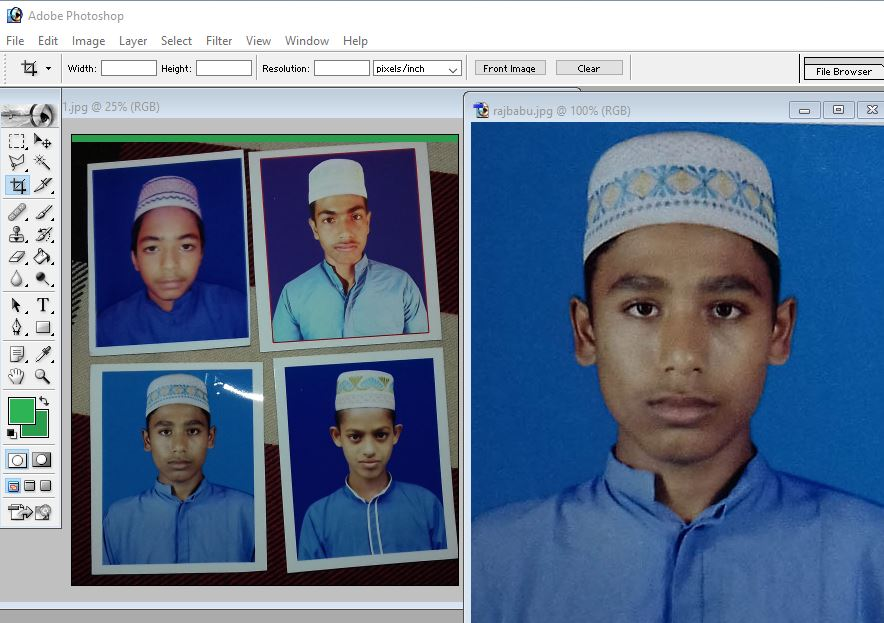 Adobe Photoshop
File Edit Image Layer Select Filter View Window Help
Width: Height: Resolution: pixels/inch Front Image Clear File Browser
1.jpg @ 25% (RGB)
rajbabu.jpg @ 100% (RGB)
T